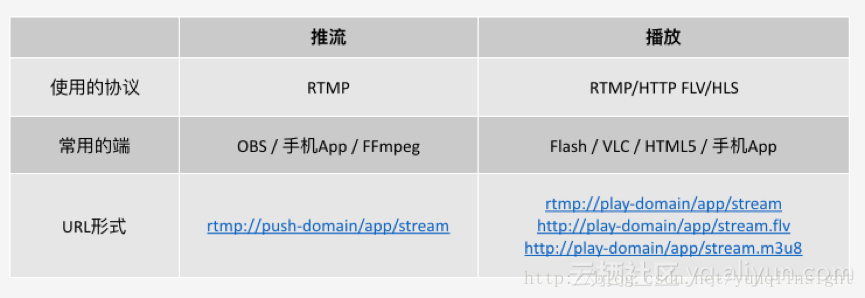 推流 播放
使用的协议 RTMP RTMP/HTTP FLV/HLS
常用的端 OBS / 手机App / FFmpeg Flash / VLC / HTML5 / 手机App
URL形式 rtmp://push-domain/app/stream rtmp://play-domain/app/stream
http://play-domain/app/stream.flv
http://play-domain/app/stream.m3u8
云栖社区 yq.aliyun.com
http://blog.csdn.net/yunqiinsight